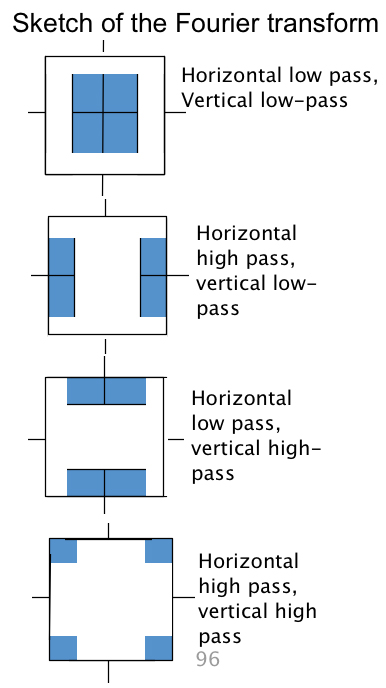 Sketch of the Fourier transform
Horizontal low pass,
Vertical low-pass
Horizontal
high pass,
vertical low-
pass
Horizontal
low pass,
vertical high-
pass
Horizontal
high pass,
vertical high
pass
96